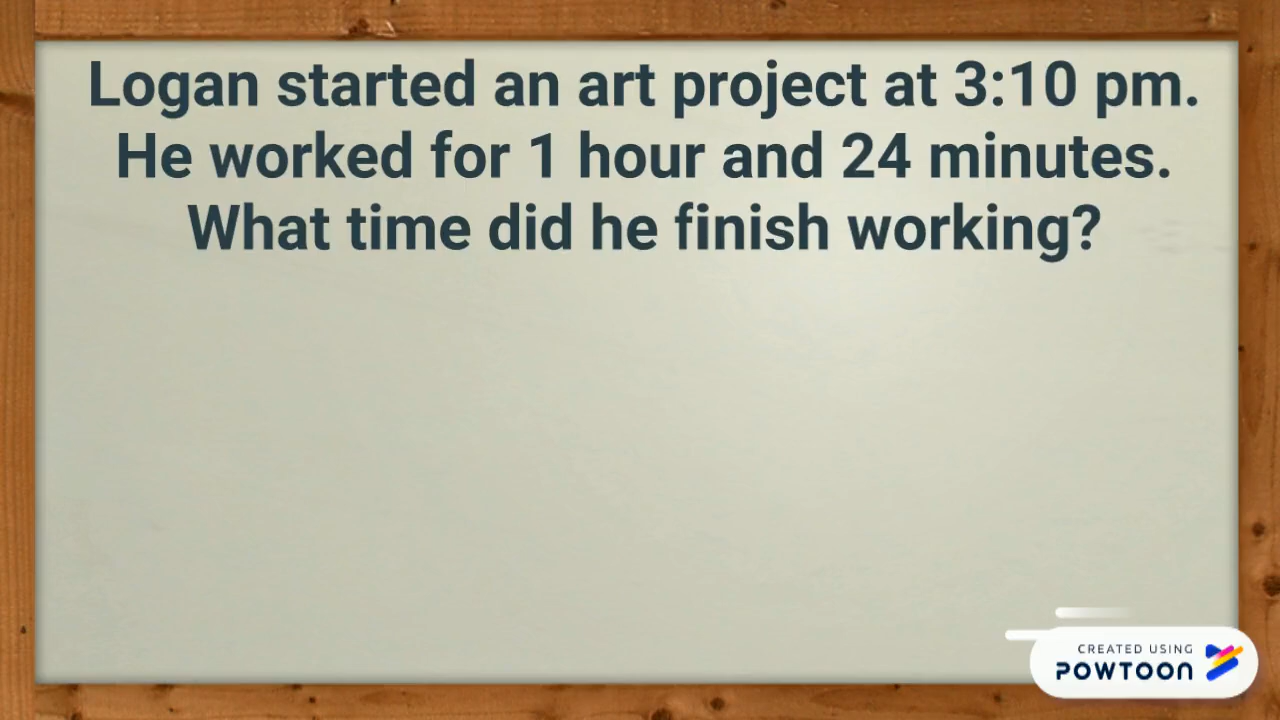 Logan started an art project at 3:10 pm.
He worked for 1 hour and 24 minutes.
What time did he finish working?
CREATED USING
POWTOON